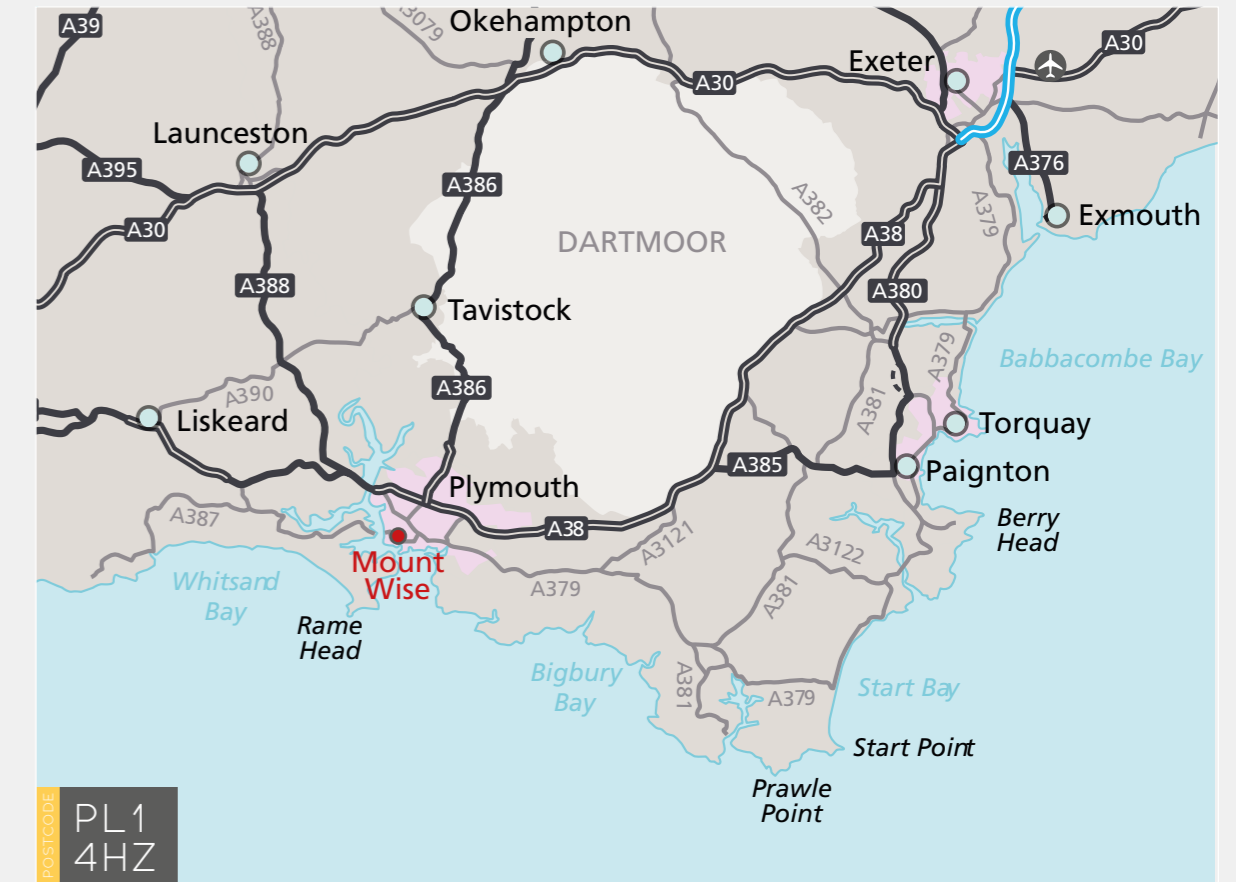 Okehampton
A39
A388
A3079
A30
Exeter
A30
Launceston
A395
A386
A376
A382
A379
A30
Exmouth
DARTMOOR
A38
A388
A380
Tavistock
Babbacombe Bay
A379
A386
A390
A381
Liskeard
Torquay
A385
Paignton
Plymouth
A387
A38
Berry
Head
A3121
A3122
Mount
Wise
Whitsand
Bay
A379
A381
Rame
Head
Bigbury
Bay
A381
A379
Start Bay
Start Point
Prawle
Point
POSTCODE
PL1
4HZ